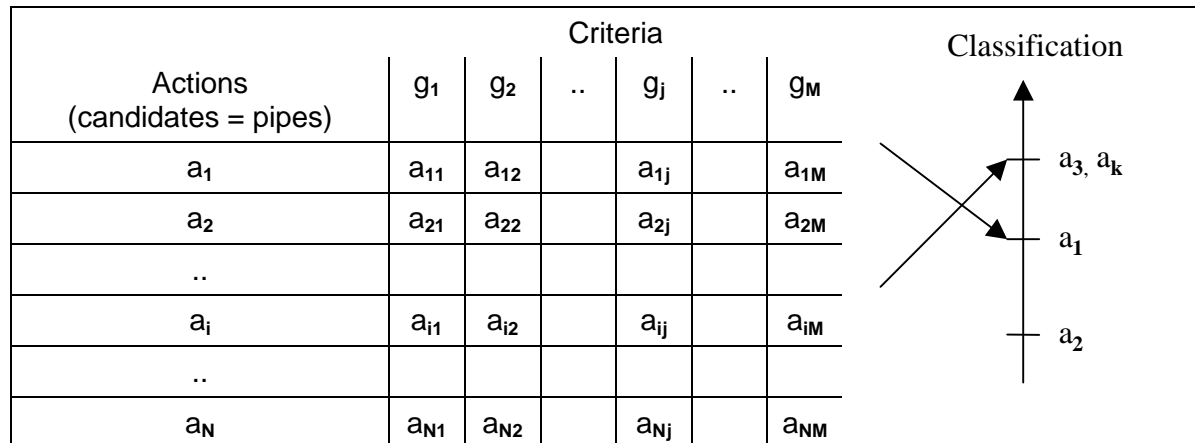 Criteria
Classification
Actions
(candidates = pipes)
g1 g2 .. gj .. gM
a1 a11 a12 a1j a1M
a3, ak
a2 a21 a22 a2j a2M
a1
..
ai ai1 ai2 aij aiM
a2
..
aN aN1 aN2 aNj aNM